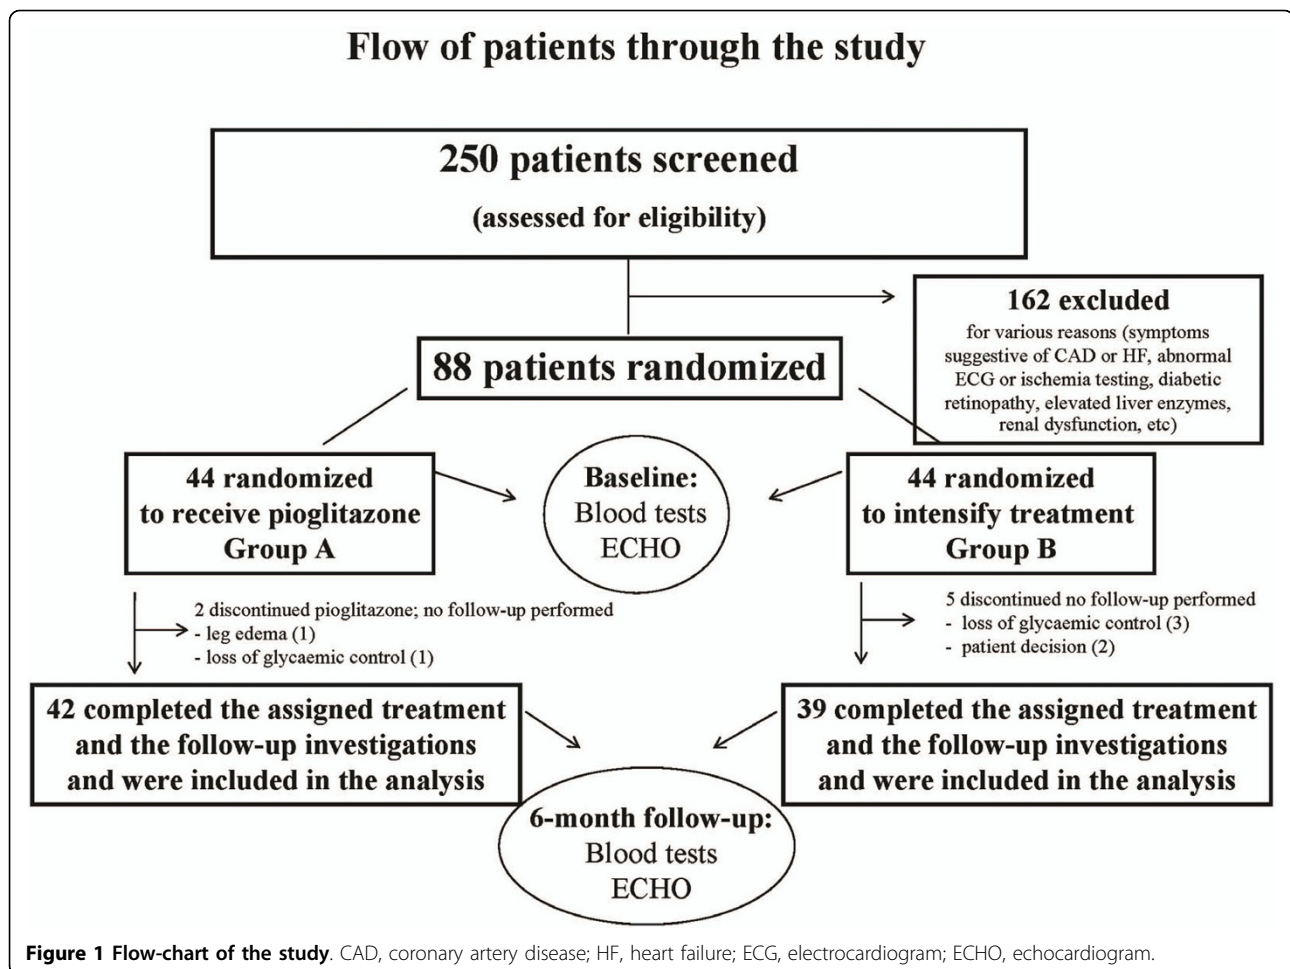 Flow of patients through the study
250 patients screened
(assessed for eligibility)
162 excluded
for various reasons (symptoms
suggestive of CAD or HF, abnormal
ECG or ischemia testing, diabetic
retinopathy, elevated liver enzymes,
renal dysfunction, etc)
88 patients randomized
44 randomized
to receive pioglitazone
Group A
Baseline:
Blood tests
ECHO
44 randomized
to intensify treatment
Group B
2 discontinued pioglitazone; no follow-up performed
- leg edema (1)
- loss of glycaemic control (1)
5 discontinued no follow-up performed
- loss of glycaemic control (3)
- patient decision (2)
42 completed the assigned treatment
and the follow-up investigations
and were included in the analysis
39 completed the assigned treatment
and the follow-up investigations
and were included in the analysis
6-month follow-up:
Blood tests
ECHO
Figure 1 Flow-chart of the study. CAD, coronary artery disease; HF, heart failure; ECG, electrocardiogram; ECHO, echocardiogram.